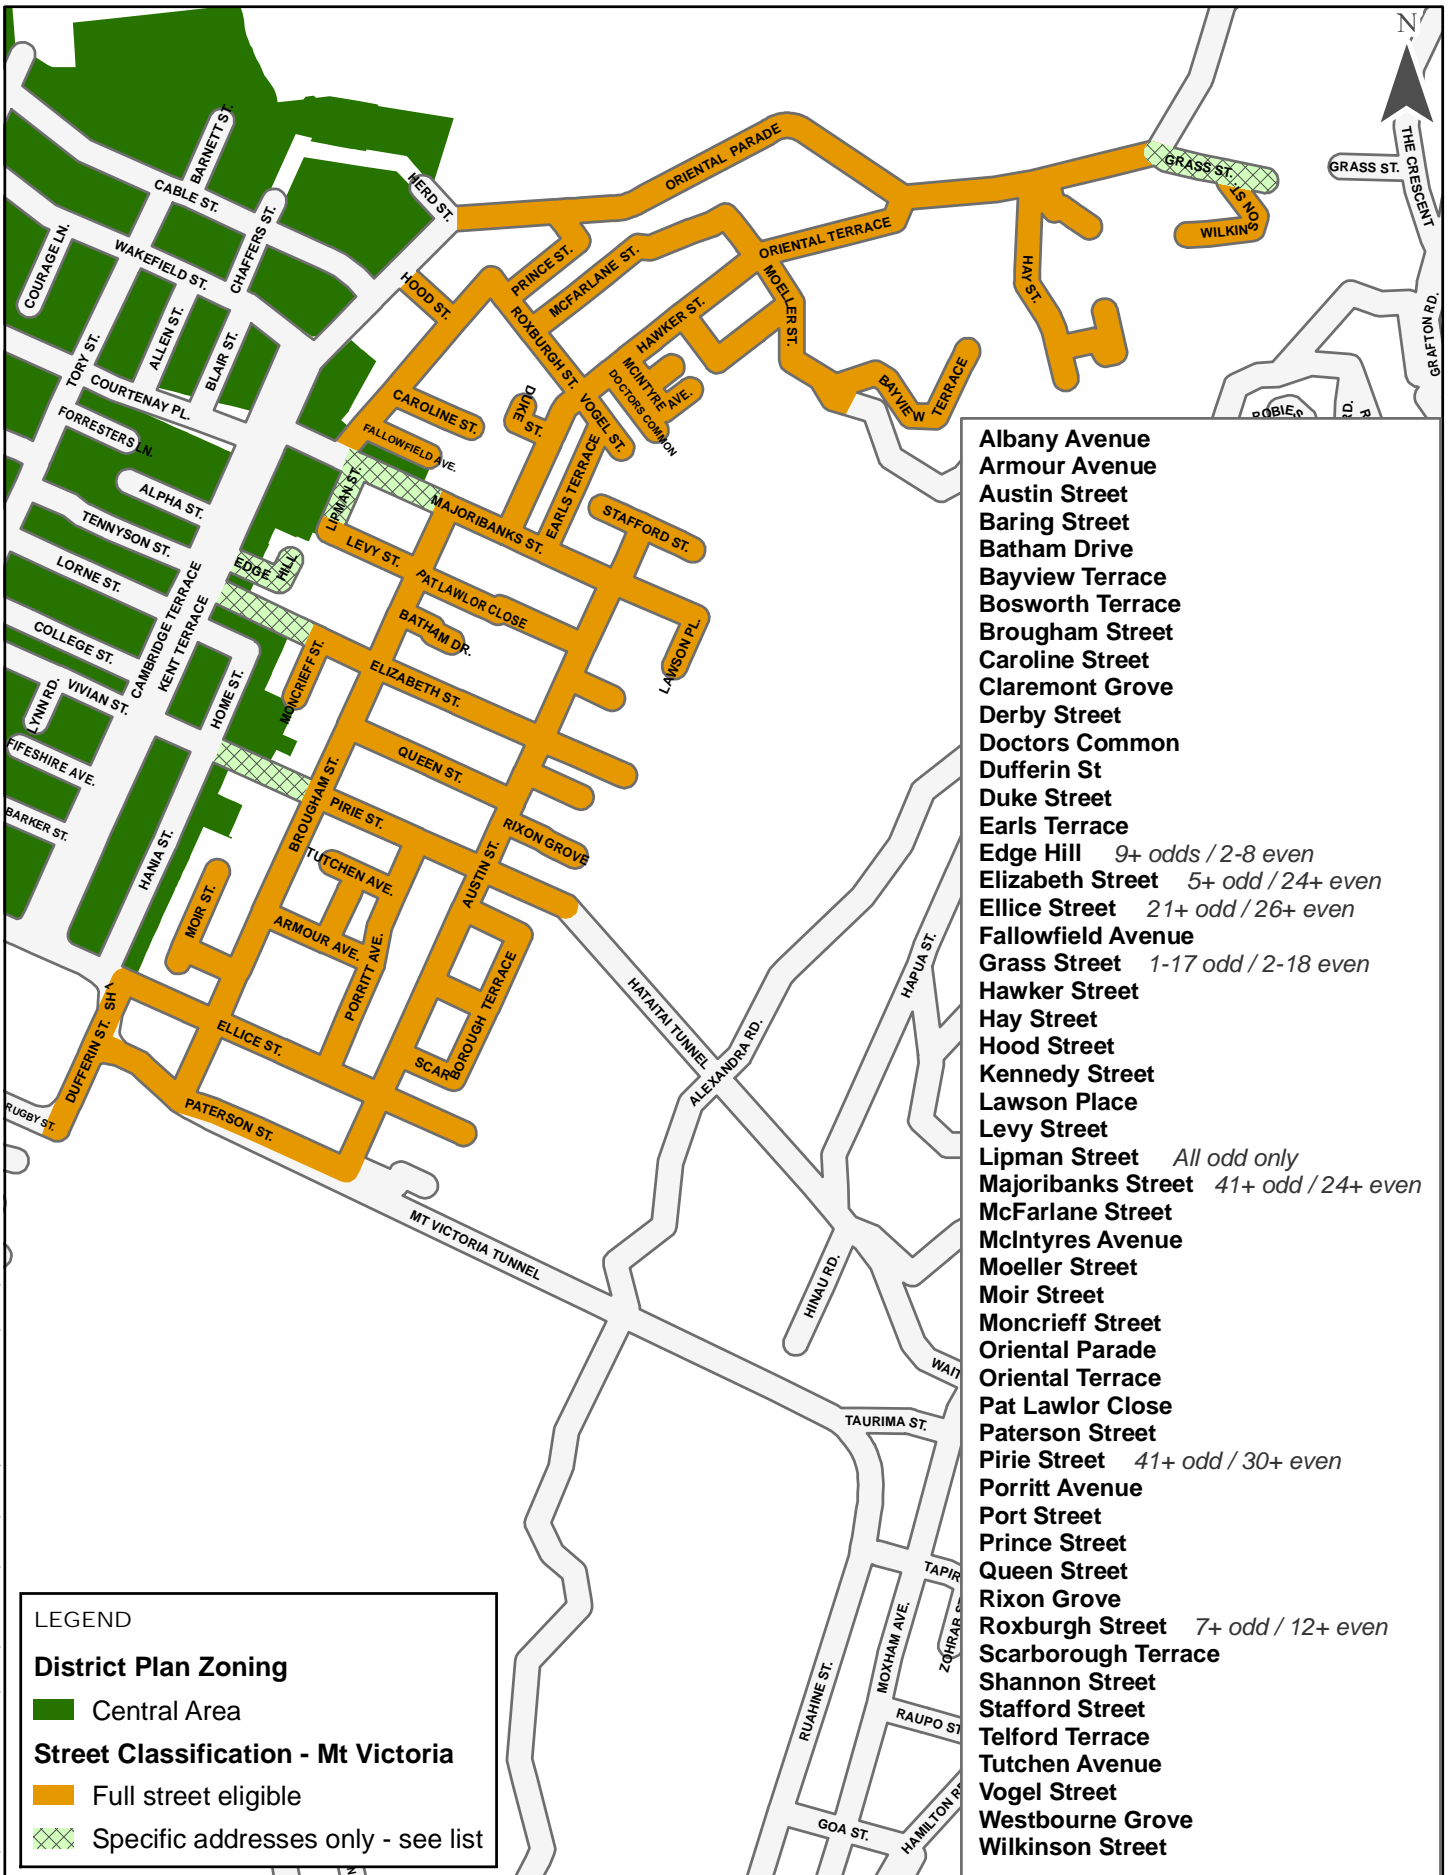 N
BARNETT ST.
CABLE ST.
HERD ST.
COURAGE LN.
WAKEFIELD ST.
CHAFFERS ST.
ORIENTAL PARADE
GRASS ST.
GRASS ST.
THE CRESCENT
WILKINSON ST.
ORIENTAL TERRACE
PRINCE ST.
MCFARLANE ST.
HOOD ST.
HAY ST.
MOELLER ST.
ALLEN ST.
BLAIR ST.
TORY ST.
ROXBURGH ST.
HAWKER ST.
GRAFTON RD.
COURTENAY PL.
MCINTYRE AVE.
DOCTORS COMMON
BAYVIEW TERRACE
CAROLINE ST.
DUKE ST.
VOGEL ST.
FORRESTERS LN.
FALLOWFIELD AVE.
RD.
ALPHA ST.
LIPMAN ST.
MAJORIBANKS ST.
EARLS TERRACE
STAFFORD ST.
TENNYSON ST.
LEVY ST.
EDGE HILL
LORNE ST.
PAT LAWLOR CLOSE
COLLEGE ST.
CAMBRIDGE TERRACE
KENT TERRACE
BATHAM DR.
LAWSON PL.
MONCRIEFF ST.
ELIZABETH ST.
LYNN RD.
VIVIAN ST.
HOME ST.
FIFESHIRE AVE.
QUEEN ST.
BROUGHAM ST.
PIRIE ST.
BARKER ST.
HANIA ST.
RIXON GROVE
TUTCHEN AVE.
AUSTIN ST.
MOIR ST.
ARMOUR AVE.
PORRITT AVE.
SCARBOROUGH TERRACE
HATAITAI TUNNEL
HAPUA ST.
ALEXANDRA RD.
DUFFERIN ST.
SH 1
ELLICE ST.
RUGBY ST.
PATERSON ST.
MT VICTORIA TUNNEL
HINAU RD.
WAIT
TAURIMA ST.
TAPIR
MOXHAM AVE.
RUAHINE ST.
RAUPO ST
GOA ST.
HAMILTON R
Albany Avenue
Armour Avenue
Austin Street
Baring Street
Batham Drive
Bayview Terrace
Bosworth Terrace
Brougham Street
Caroline Street
Claremont Grove
Derby Street
Doctors Common
Dufferin St
Duke Street
Earls Terrace
Edge Hill 9+ odds / 2-8 even
Elizabeth Street 5+ odd / 24+ even
Ellice Street 21+ odd / 26+ even
Fallowfield Avenue
Grass Street 1-17 odd / 2-18 even
Hawker Street
Hay Street
Hood Street
Kennedy Street
Lawson Place
Levy Street
Lipman Street All odd only
Majoribanks Street 41+ odd / 24+ even
McFarlane Street
McIntyres Avenue
Moeller Street
Moir Street
Moncrieff Street
Oriental Parade
Oriental Terrace
Pat Lawlor Close
Paterson Street
Pirie Street 41+ odd / 30+ even
Porritt Avenue
Port Street
Prince Street
Queen Street
Rixon Grove
Roxburgh Street 7+ odd / 12+ even
Scarborough Terrace
Shannon Street
Stafford Street
Telford Terrace
Tutchen Avenue
Vogel Street
Westbourne Grove
Wilkinson Street
LEGEND
District Plan Zoning
Central Area
Street Classification - Mt Victoria
Full street eligible
Specific addresses only - see list